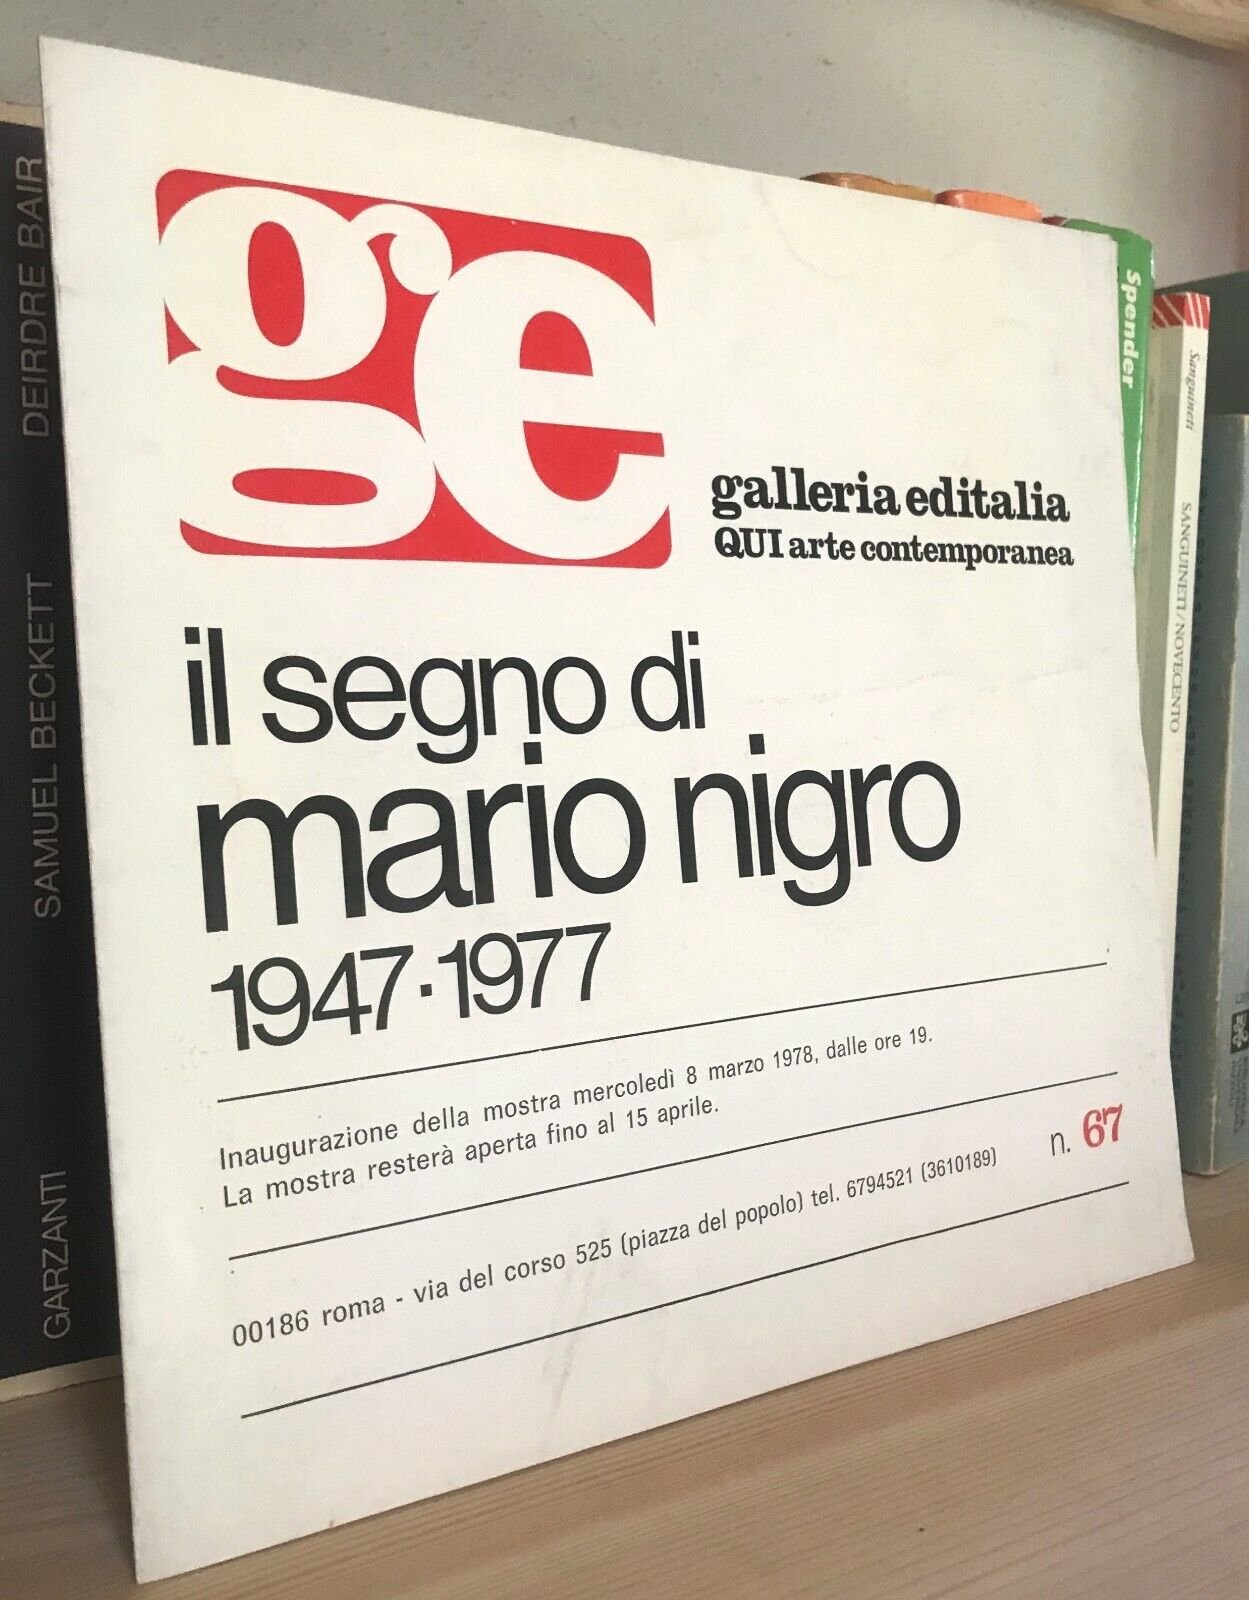 ge
galleria editalia
QUI arte contemporanea
il segno di
mario nigro
1947·1977
Inaugurazione della mostra mercoledì 8 marzo 1978, dalle ore 19.
La mostra resterà aperta fino al 15 aprile.
n. 67
00186 roma - via del corso 525 (piazza del popolo) tel. 6794521 (3610189)
DEIRDRE BAIR
SAMUEL BECKETT
GARZANTI
Spender
Sanguineti
SANGUINETI/NOVECENTO